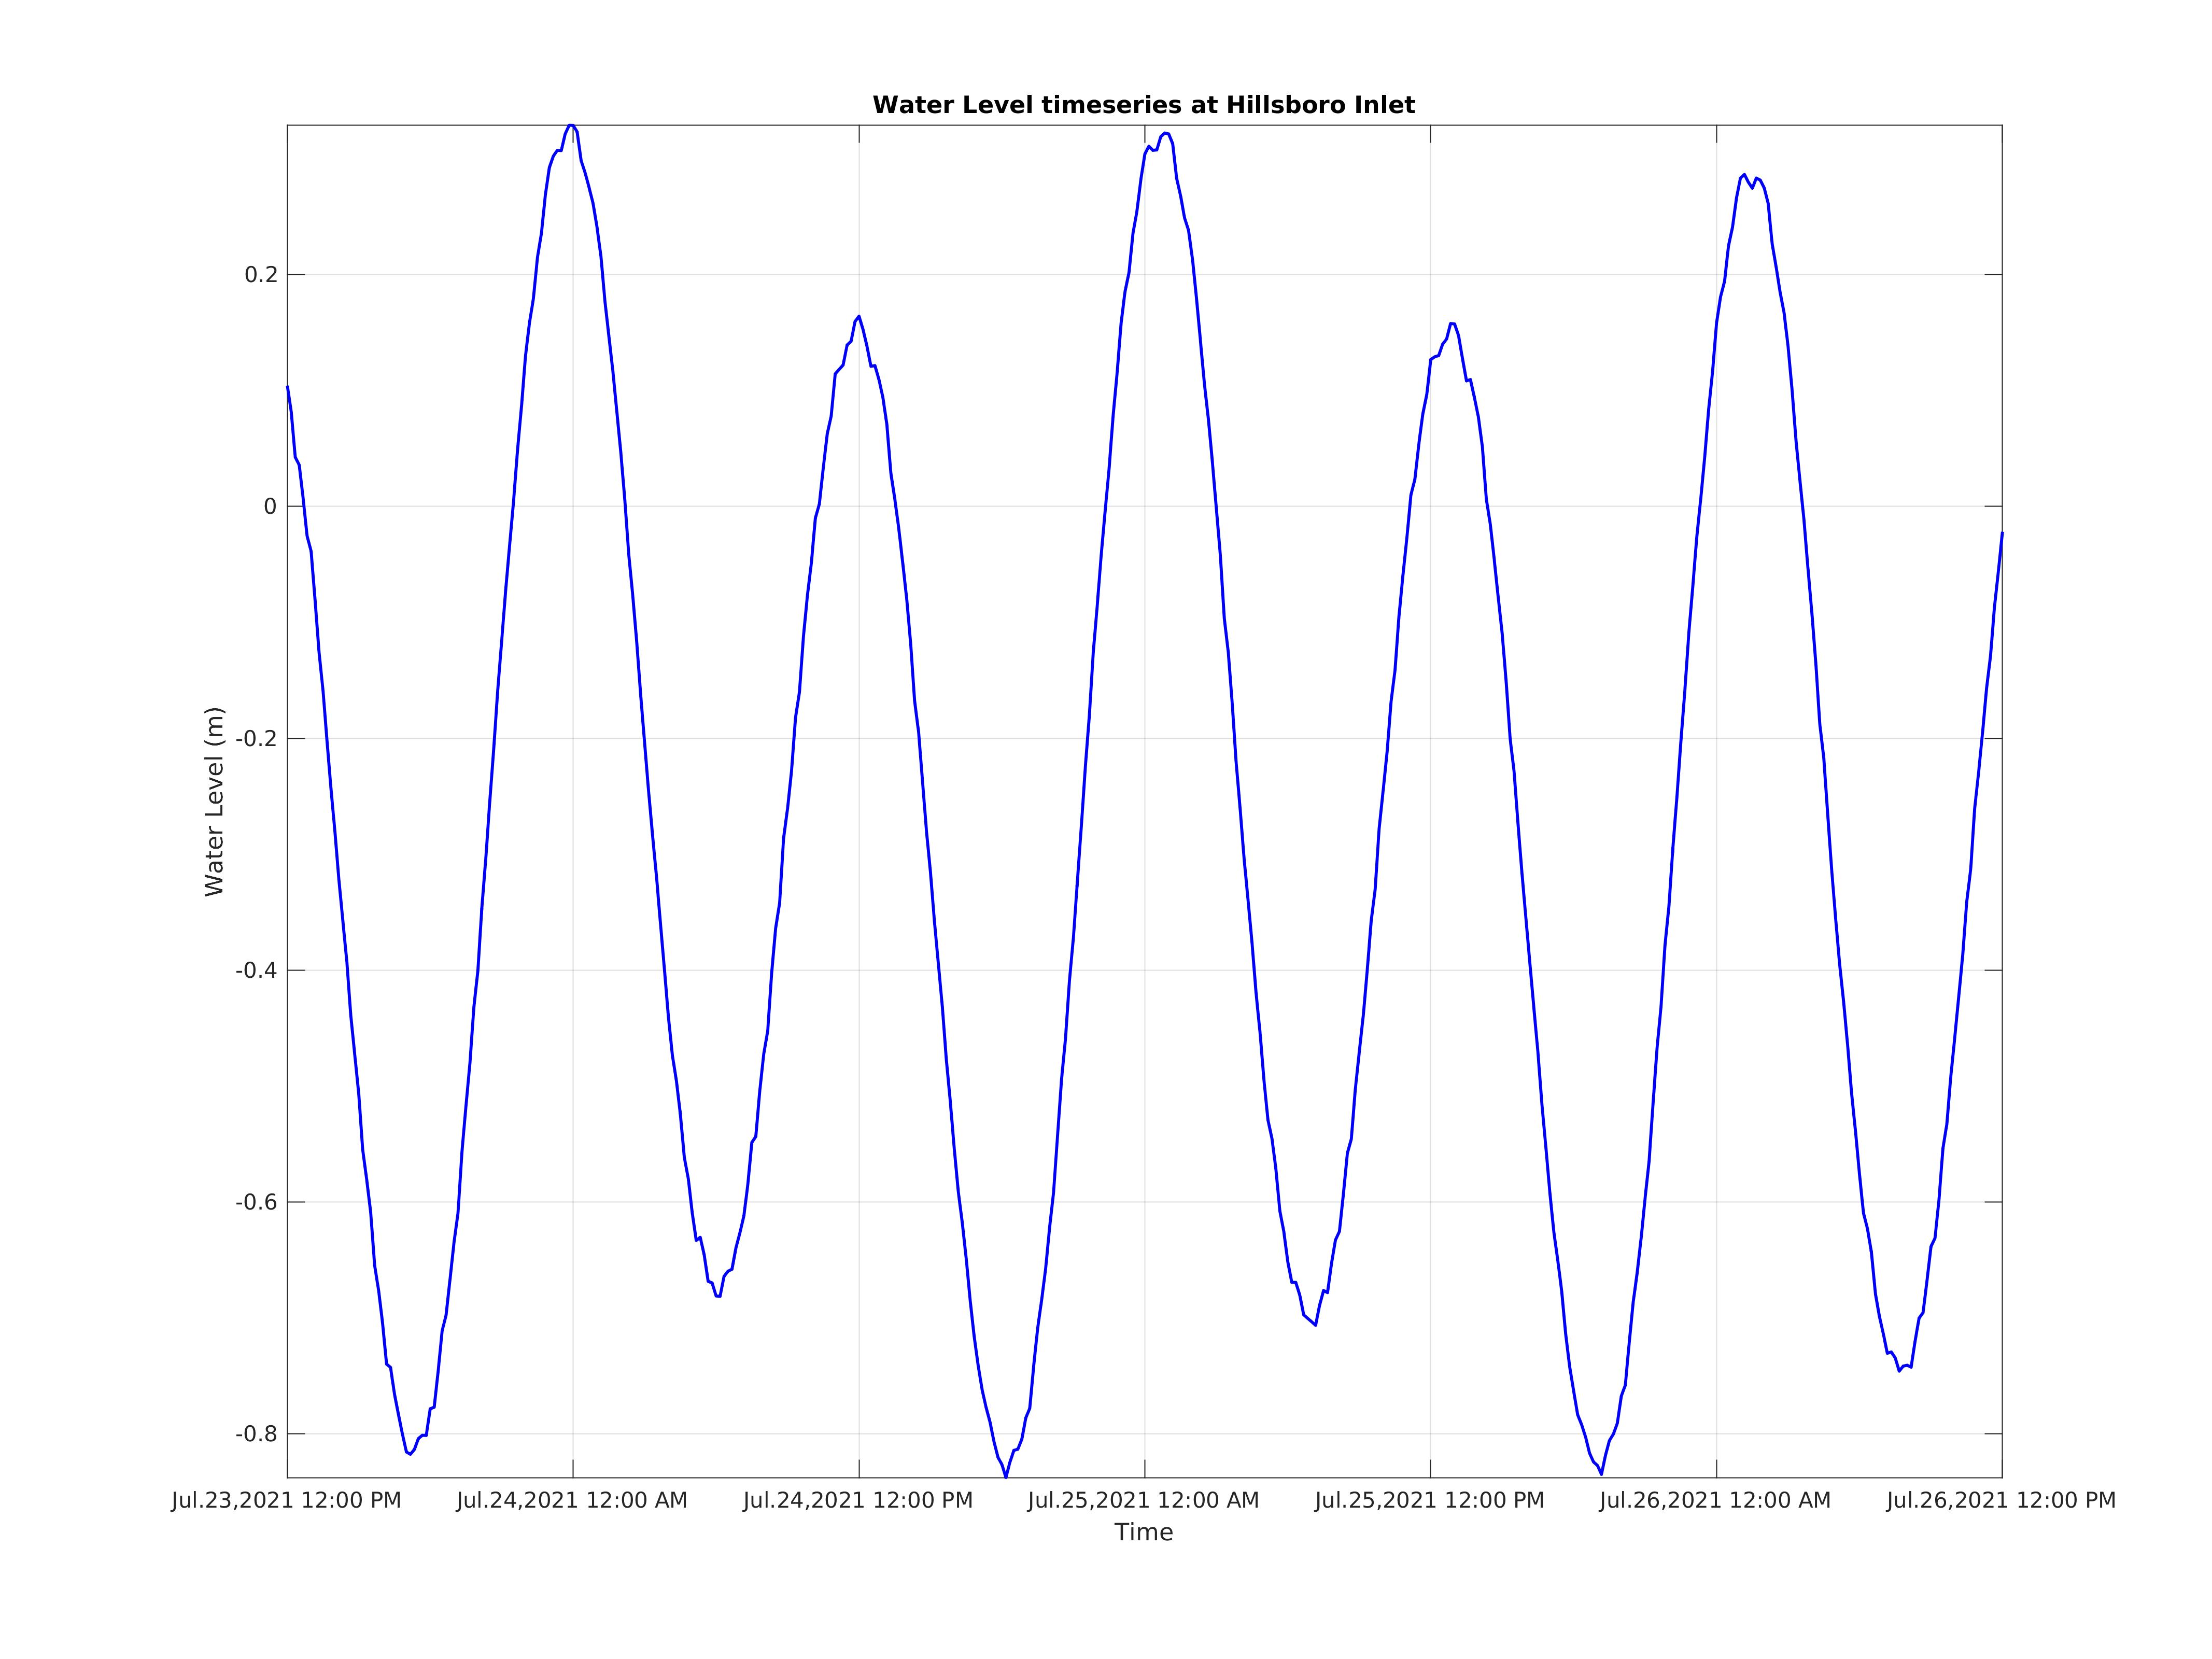 Water Level timeseries at Hillsboro Inlet
0.2
0
-0.2
-0.4
-0.6
-0.8
Water Level (m)
Jul.23,2021 12:00 PM Jul.24,2021 12:00 AM Jul.24,2021 12:00 PM Jul.25,2021 12:00 AM Jul.25,2021 12:00 PM Jul.26,2021 12:00 AM Jul.26,2021 12:00 PM
Time